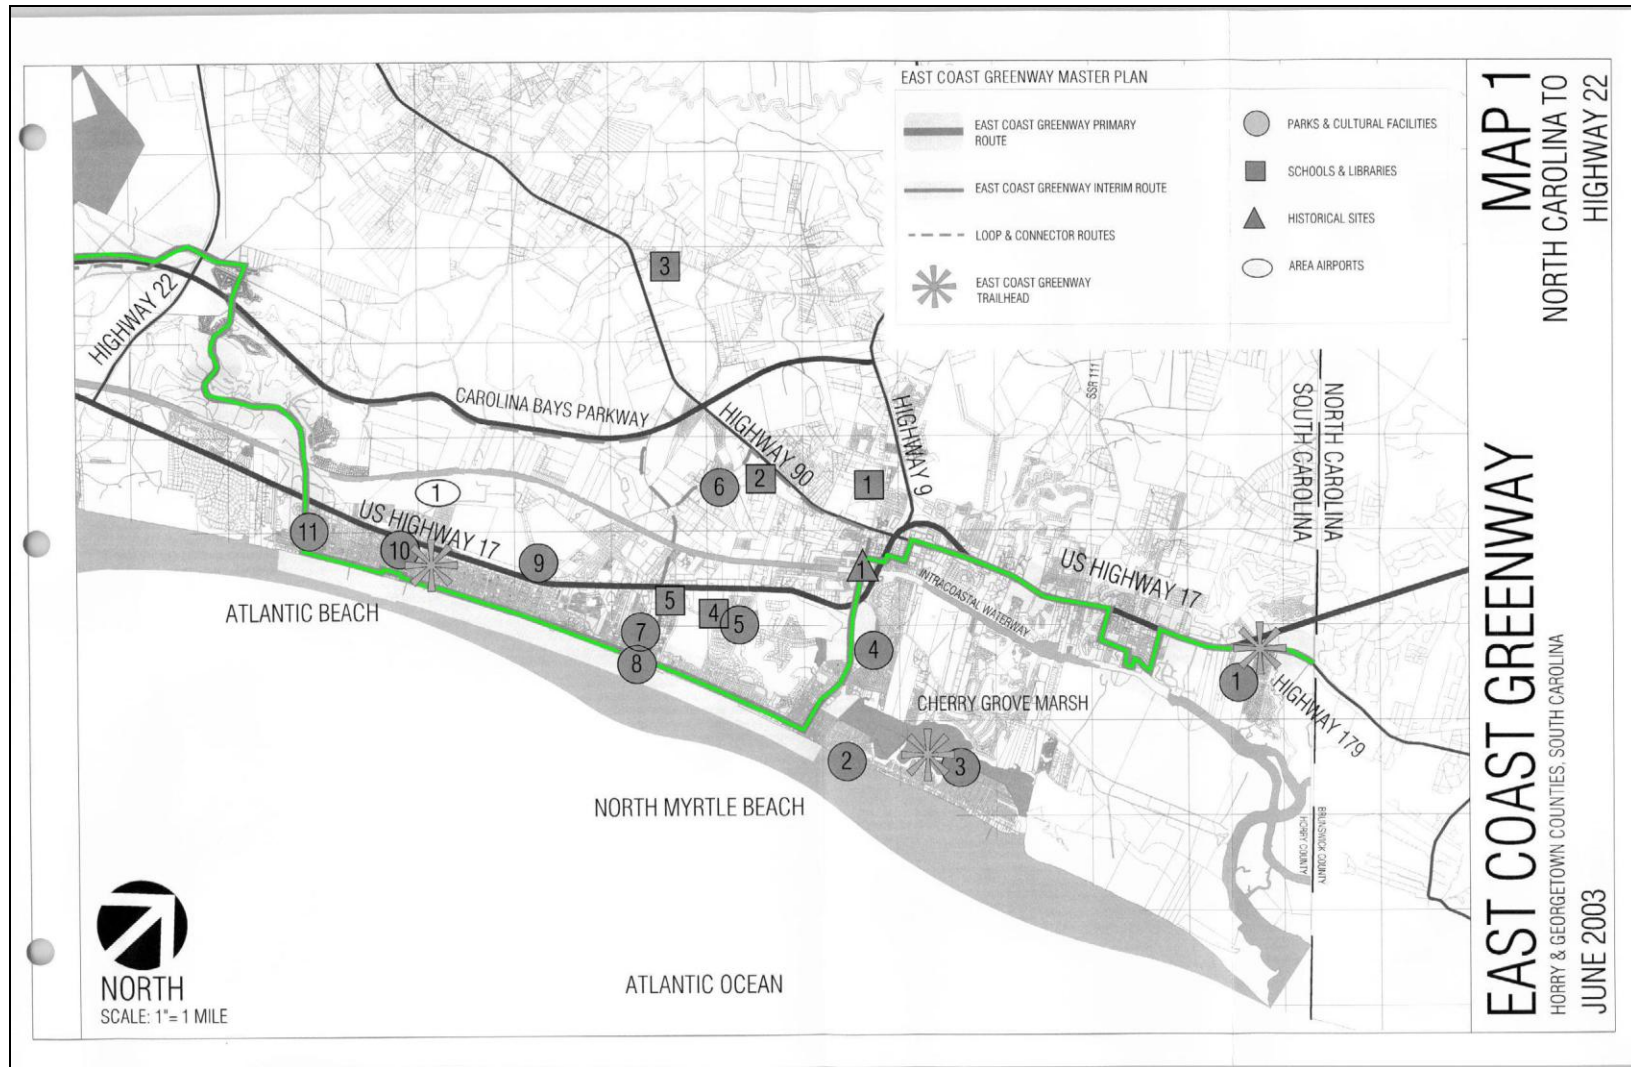 EAST COAST GREENWAY MASTER PLAN
EAST COAST GREENWAY PRIMARY
ROUTE
EAST COAST GREENWAY INTERIM ROUTE
LOOP & CONNECTOR ROUTES
EAST COAST GREENWAY
TRAILHEAD
PARKS & CULTURAL FACILITIES
SCHOOLS & LIBRARIES
HISTORICAL SITES
AREA AIRPORTS
MAP 1
NORTH CAROLINA TO
HIGHWAY 22
HIGHWAY 22
3
CAROLINA BAYS PARKWAY
HIGHWAY 90
HIGHWAY 9
SSR 111
NORTH CAROLINA
SOUTH CAROLINA
1
6
2
1
11
10
US HIGHWAY 17
9
1
US HIGHWAY 17
INTRACOASTAL WATERWAY
ATLANTIC BEACH
5
4
5
7
8
4
1
HIGHWAY 179
CHERRY GROVE MARSH
2
3
NORTH MYRTLE BEACH
BRUNSWICK COUNTY
HORRY COUNTY
ATLANTIC OCEAN
NORTH
SCALE: 1"= 1 MILE
EAST COAST GREENWAY
HORRY & GEORGETOWN COUNTIES, SOUTH CAROLINA
JUNE 2003